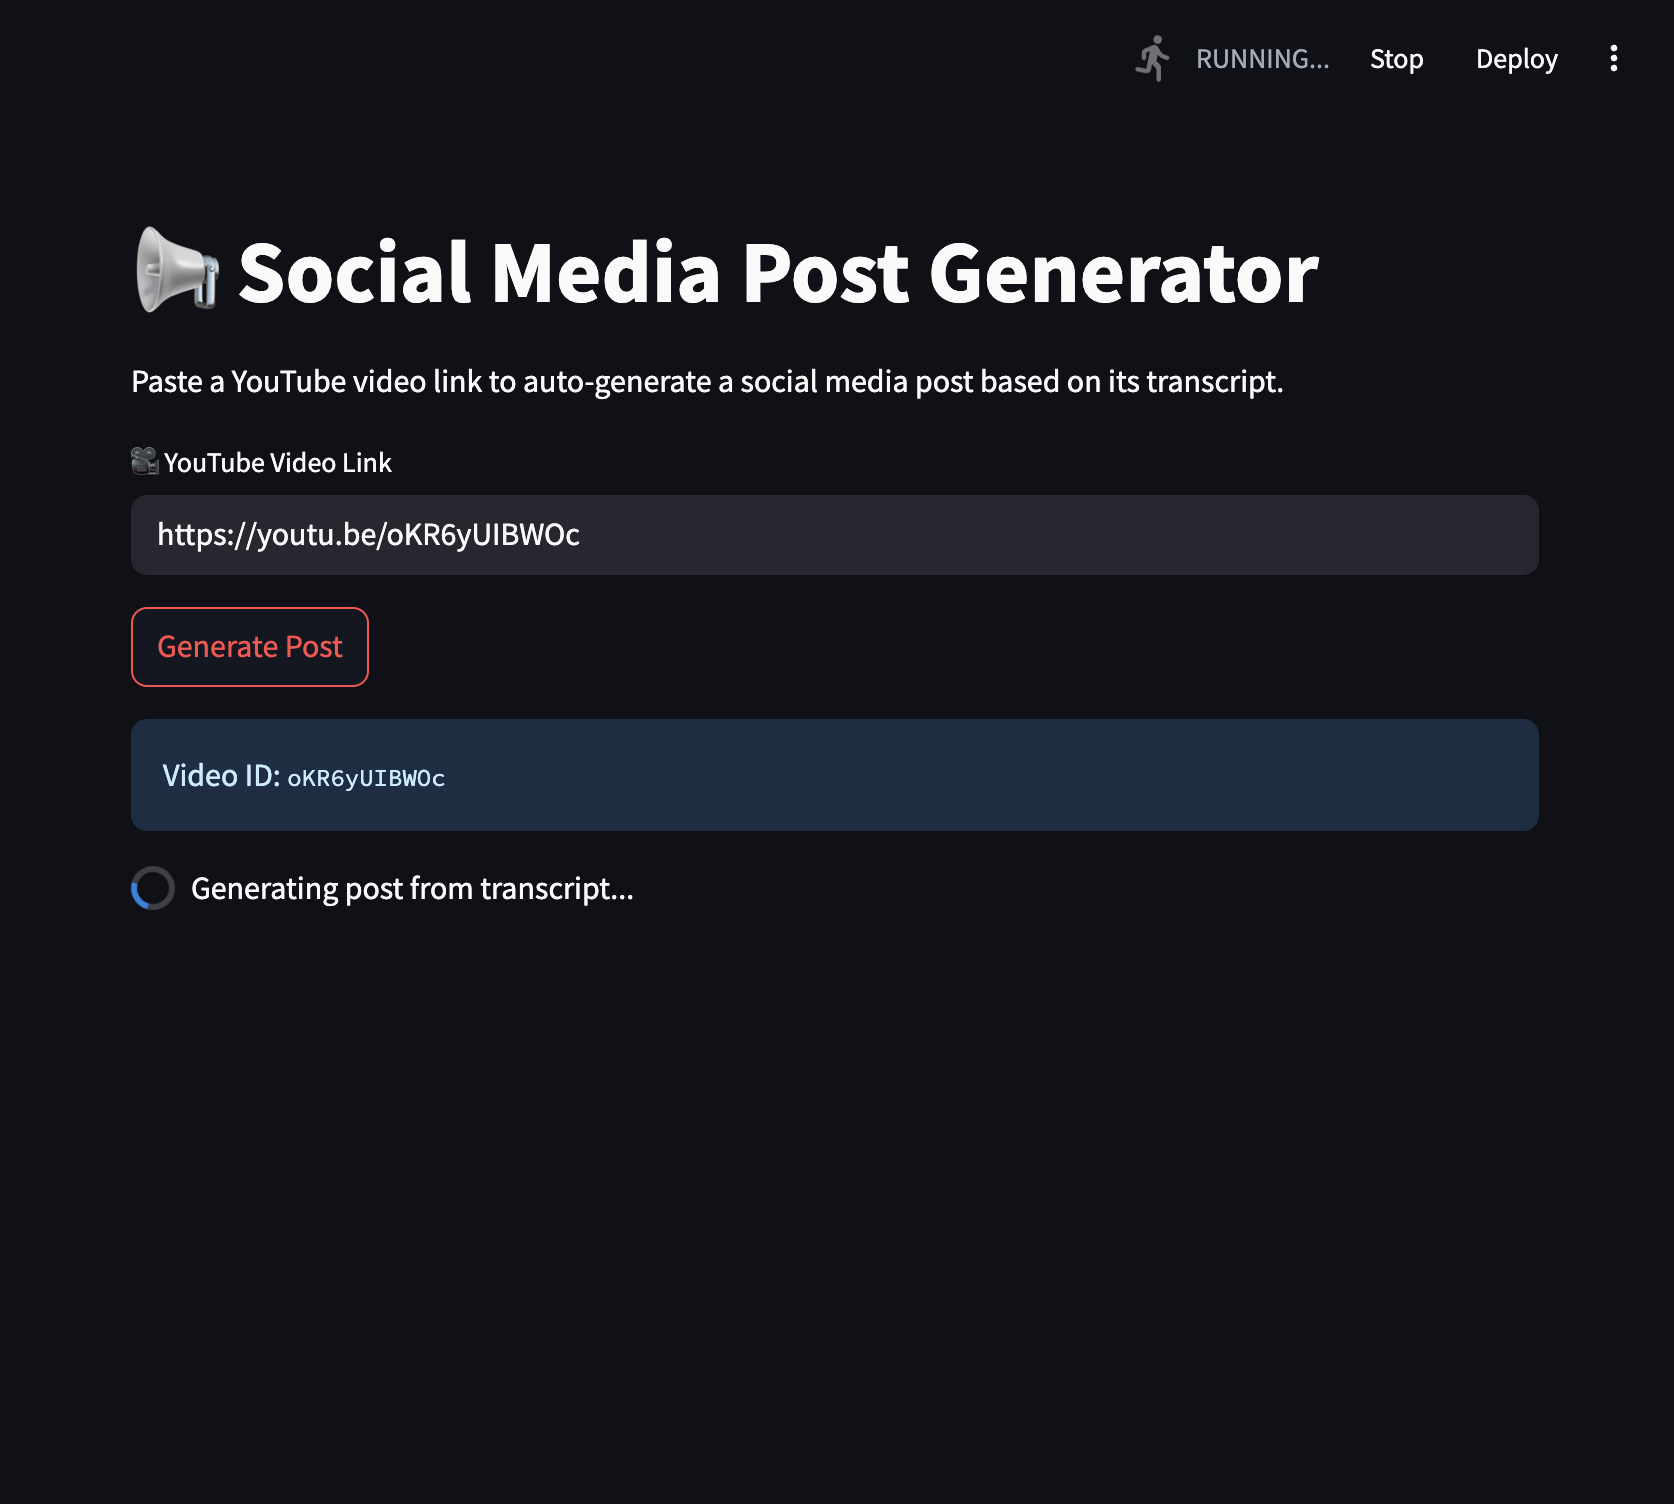 RUNNING...
Stop
Deploy
Social Media Post Generator
Paste a YouTube video link to auto-generate a social media post based on its transcript.
YouTube Video Link
https://youtu.be/oKR6yUIBWOc
Generate Post
Video ID: oKR6yUIBWOc
Generating post from transcript...